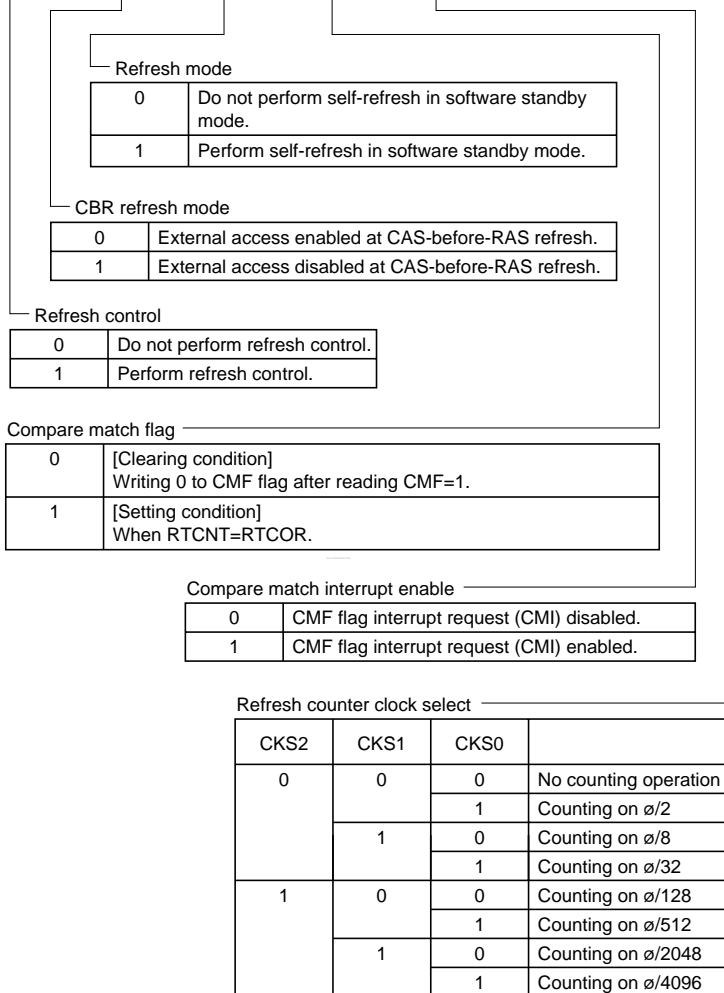 Refresh mode
0 Do not perform self-refresh in software standby
mode.
1 Perform self-refresh in software standby mode.
CBR refresh mode
0 External access enabled at CAS-before-RAS refresh.
1 External access disabled at CAS-before-RAS refresh.
Refresh control
0 Do not perform refresh control.
1 Perform refresh control.
Compare match flag
0 [Clearing condition]
Writing 0 to CMF flag after reading CMF=1.
1 [Setting condition]
When RTCNT=RTCOR.
Compare match interrupt enable
0 CMF flag interrupt request (CMI) disabled.
1 CMF flag interrupt request (CMI) enabled.
Refresh counter clock select
CKS2 CKS1 CKS0
0 0 0 No counting operation
1 Counting on ø/2
1 0 Counting on ø/8
1 Counting on ø/32
1 0 0 Counting on ø/128
1 Counting on ø/512
1 0 Counting on ø/2048
1 Counting on ø/4096